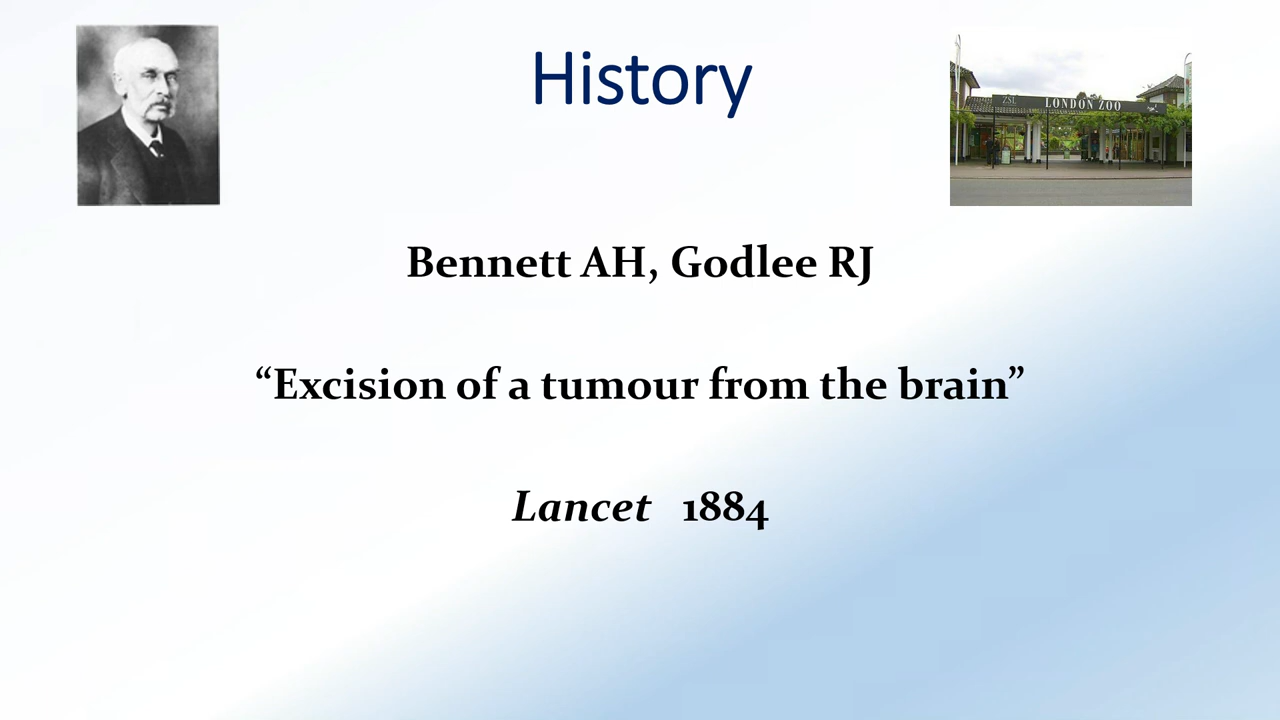 History
ZSL LONDON ZOO
Bennett AH, Godlee RJ
“Excision of a tumour from the brain”
Lancet 1884